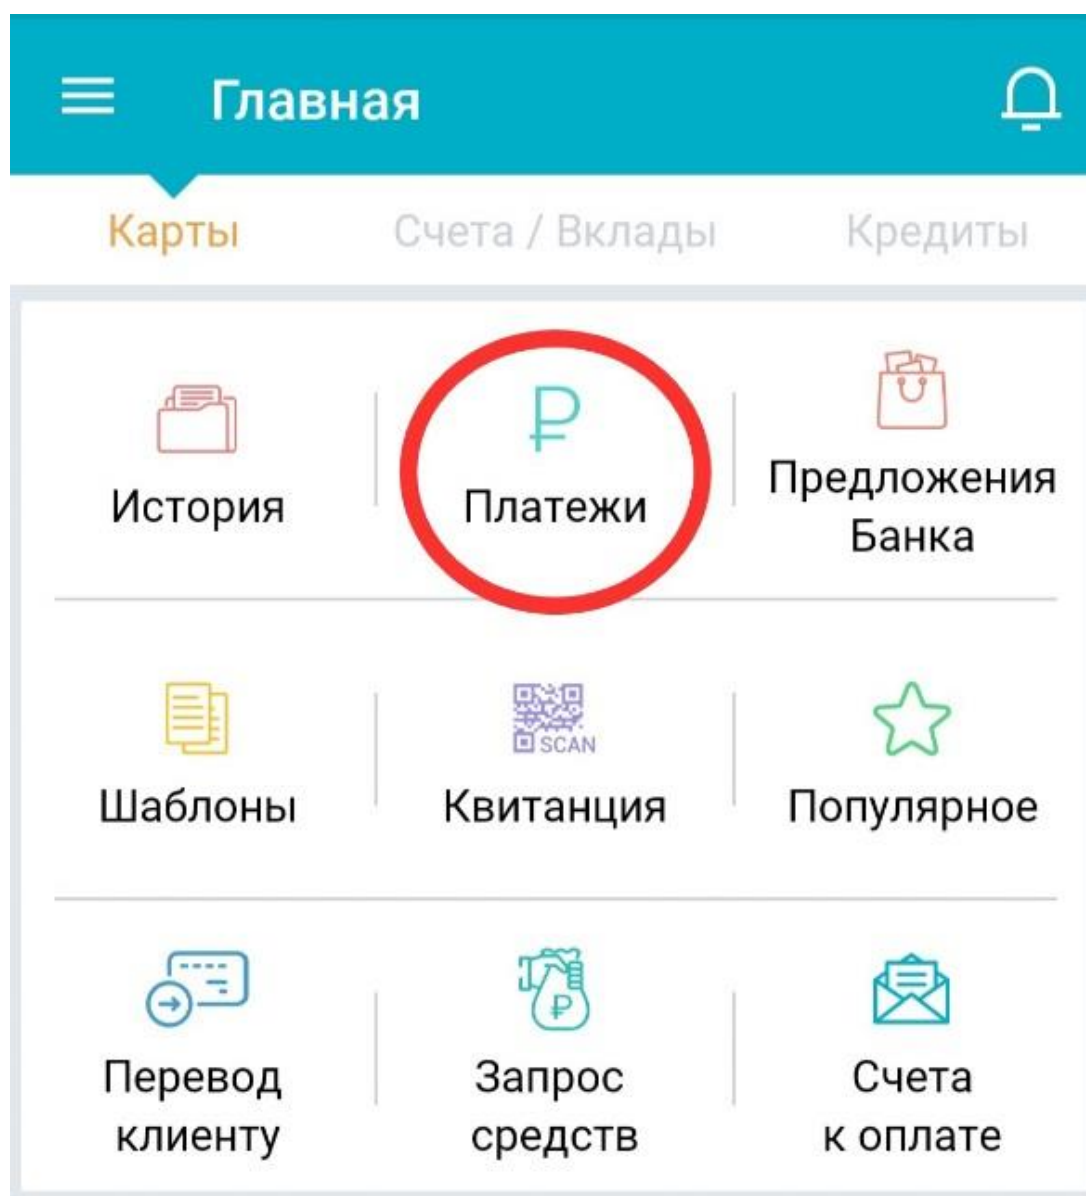 Главная
Карты Счета / Вклады Кредиты
История Платежи Предложения
Банка
SCAN
Шаблоны Квитанция Популярное
₽
Перевод Запрос Счета
клиенту средств к оплате